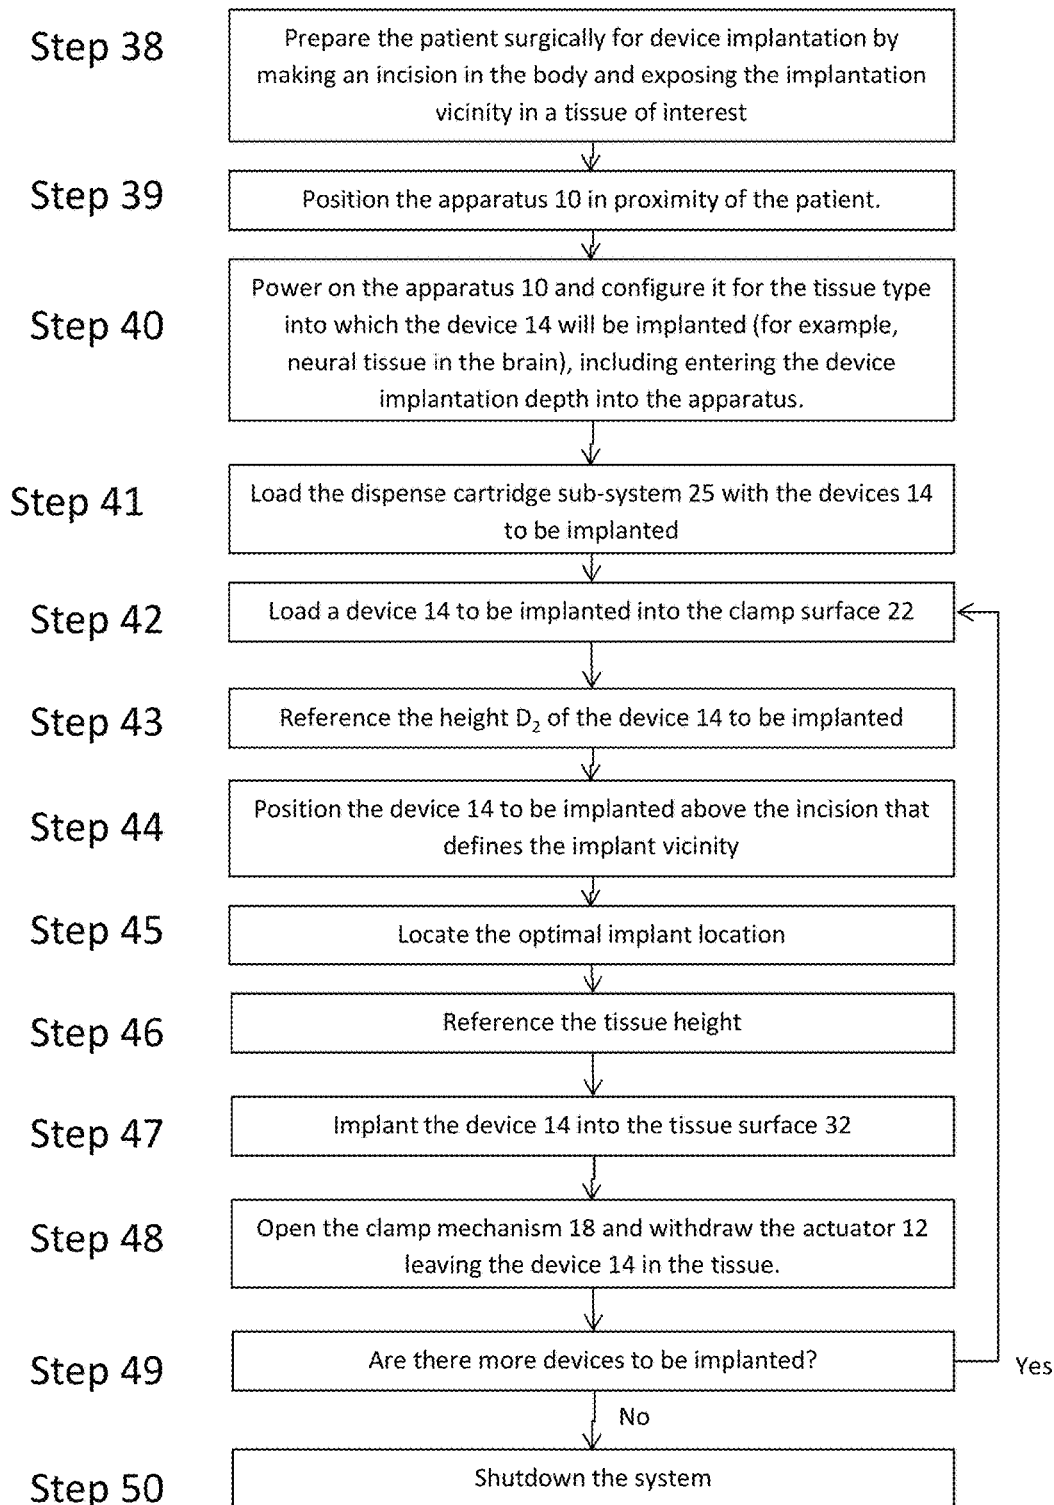 Step 38
Prepare the patient surgically for device implantation by
making an incision in the body and exposing the implantation
vicinity in a tissue of interest
Step 39
Position the apparatus 10 in proximity of the patient.
Step 40
Power on the apparatus 10 and configure it for the tissue type
into which the device 14 will be implanted (for example,
neural tissue in the brain), including entering the device
implantation depth into the apparatus.
Step 41
Load the dispense cartridge sub-system 25 with the devices 14
to be implanted
Step 42
Load a device 14 to be implanted into the clamp surface 22
Step 43
Reference the height D₂ of the device 14 to be implanted
Step 44
Position the device 14 to be implanted above the incision that
defines the implant vicinity
Step 45
Locate the optimal implant location
Step 46
Reference the tissue height
Step 47
Implant the device 14 into the tissue surface 32
Step 48
Open the clamp mechanism 18 and withdraw the actuator 12
leaving the device 14 in the tissue.
Step 49
Are there more devices to be implanted?
Yes
No
Step 50
Shutdown the system